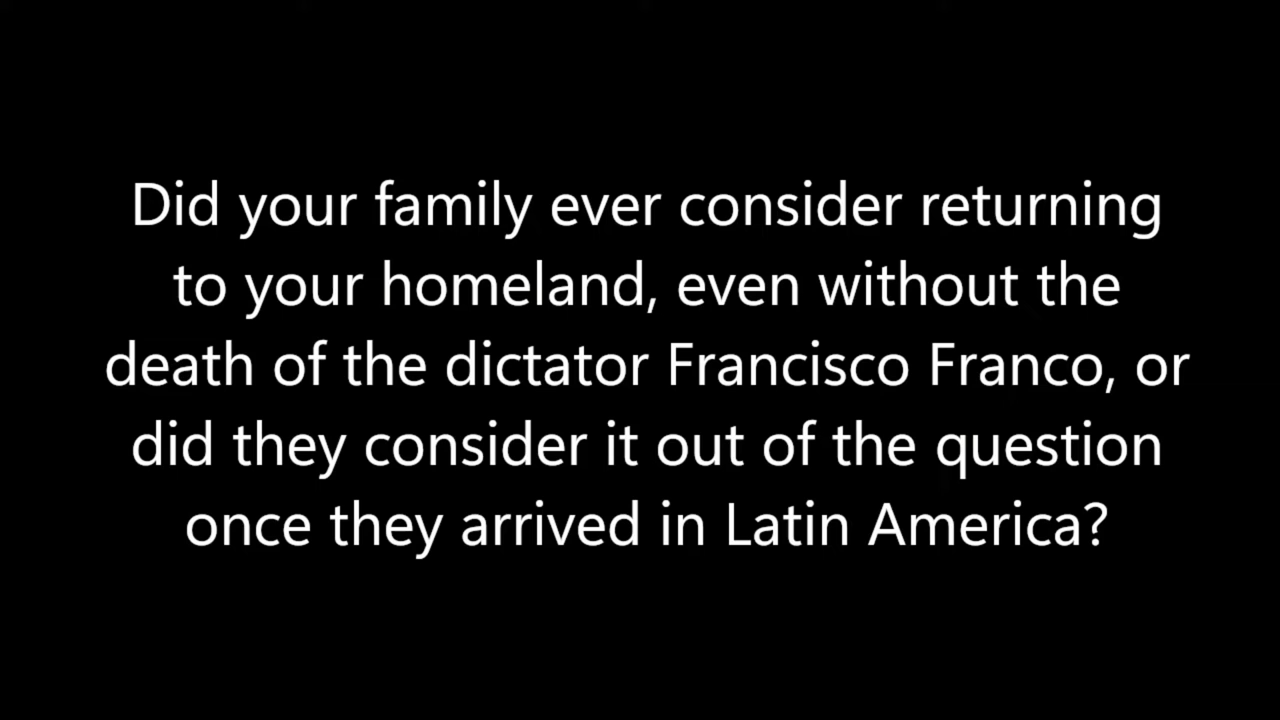 Did your family ever consider returning
to your homeland, even without the
death of the dictator Francisco Franco, or
did they consider it out of the question
once they arrived in Latin America?